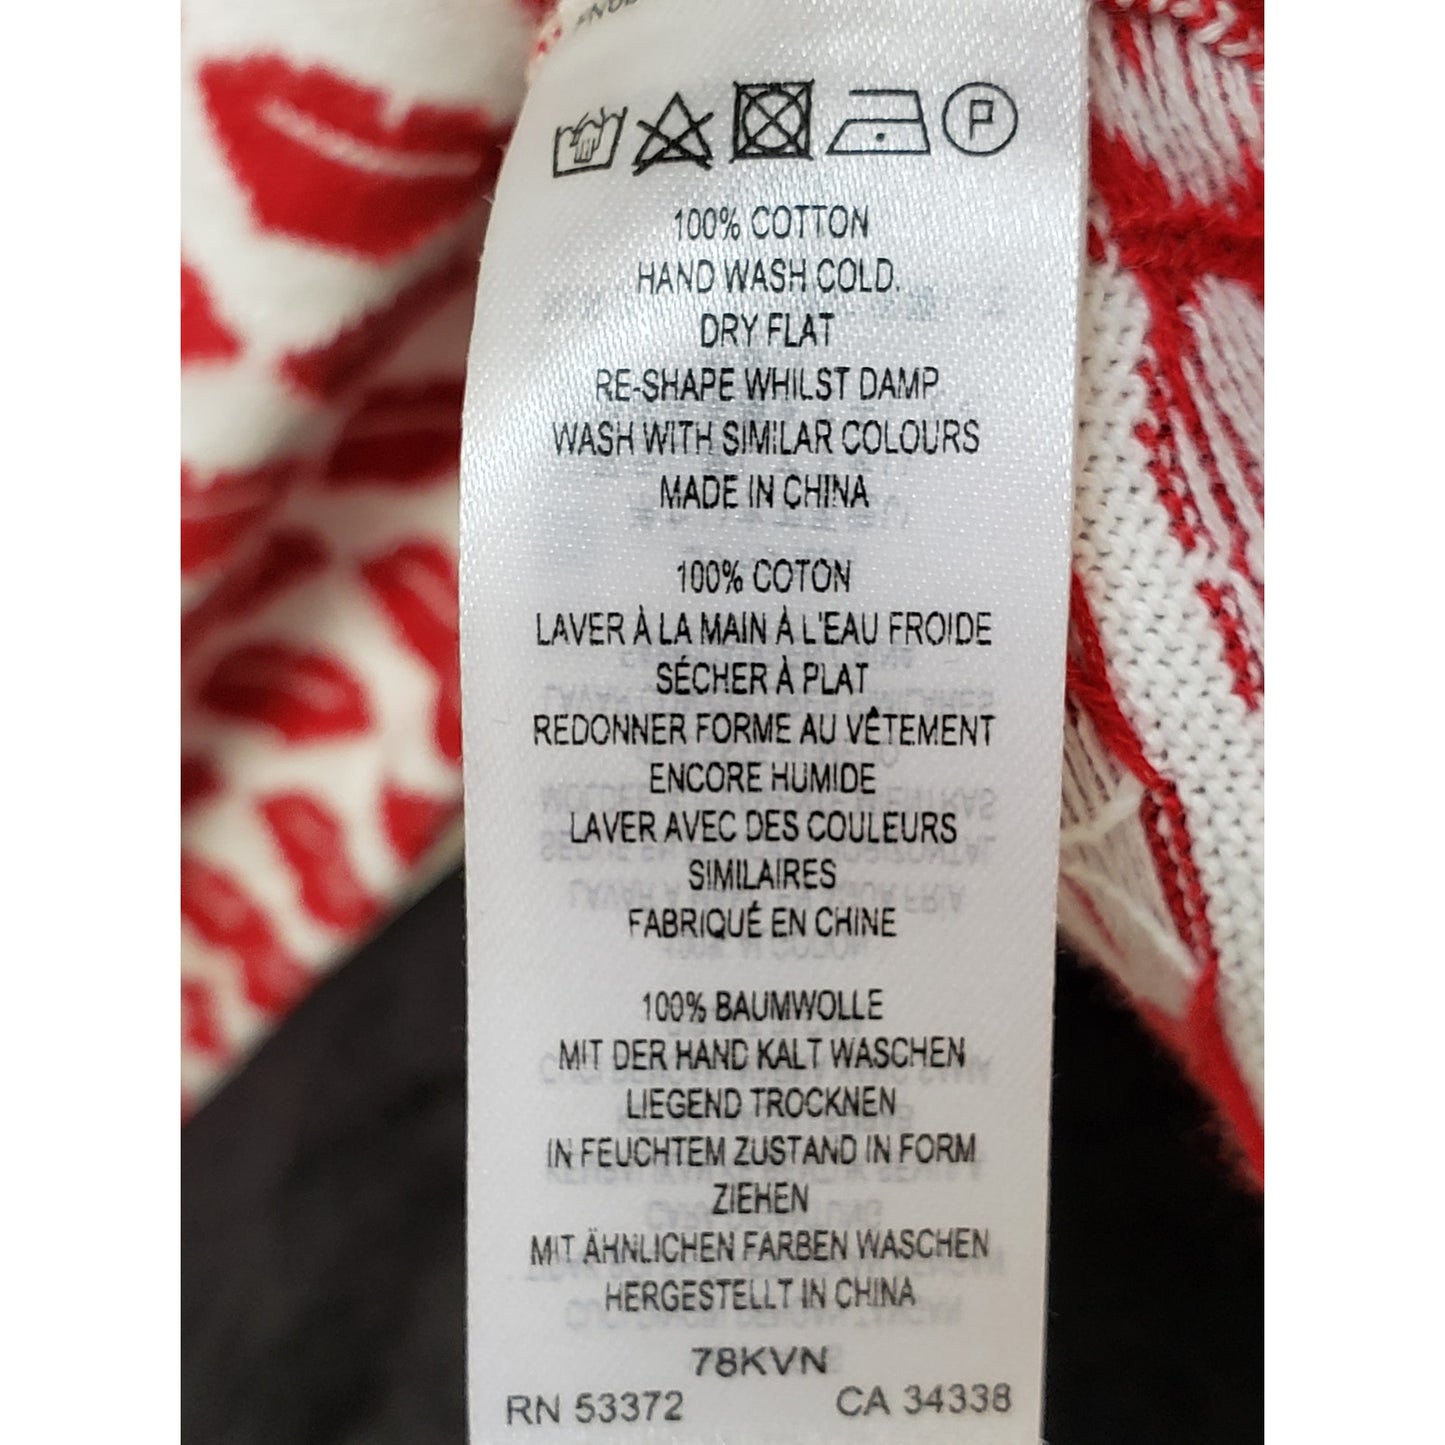 100% COTTON
HAND WASH COLD.
DRY FLAT
RE-SHAPE WHILST DAMP
WASH WITH SIMILAR COLOURS
MADE IN CHINA
100% COTON
LAVER À LA MAIN À L'EAU FROIDE
SÉCHER À PLAT
REDONNER FORME AU VÊTEMENT
ENCORE HUMIDE
LAVER AVEC DES COULEURS
SIMILAIRES
FABRIQUÉ EN CHINE
100% BAUMWOLLE
MIT DER HAND KALT WASCHEN
LIEGEND TROCKNEN
IN FEUCHTEM ZUSTAND IN FORM
ZIEHEN
MIT ÄHNLICHEN FARBEN WASCHEN
HERGESTELLT IN CHINA
78KVN
RN 53372 CA 34338